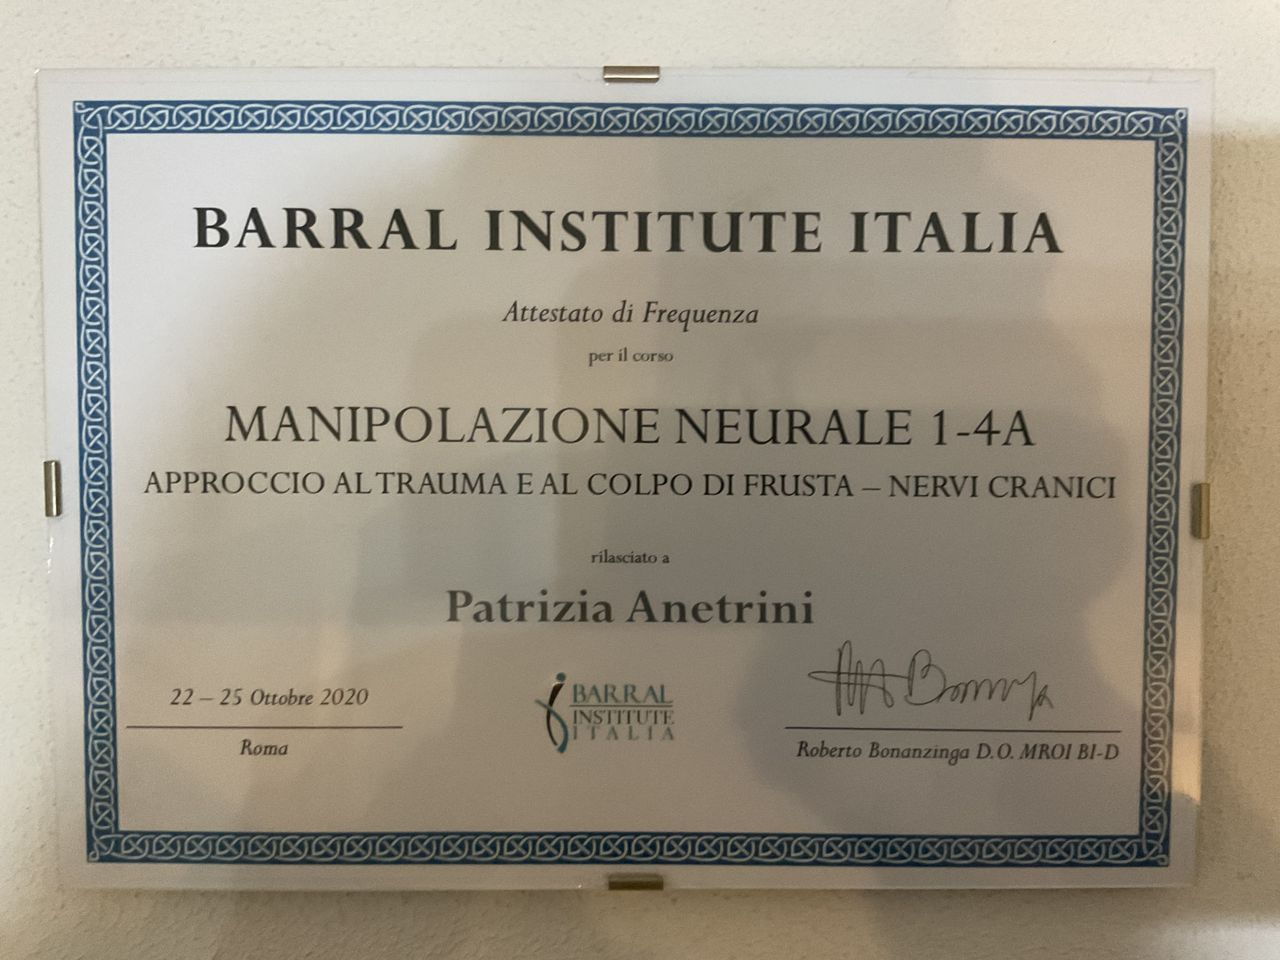 BARRAL INSTITUTE ITALIA
Attestato di Frequenza
per il corso
MANIPOLAZIONE NEURALE 1-4A
APPROCCIO AL TRAUMA E AL COLPO DI FRUSTA – NERVI CRANICI
rilasciato a
Patrizia Anetrini
22 – 25 Ottobre 2020
Roma
BARRAL
INSTITUTE
ITALIA
Roberto Bonanzinga D.O. MROI BI-D